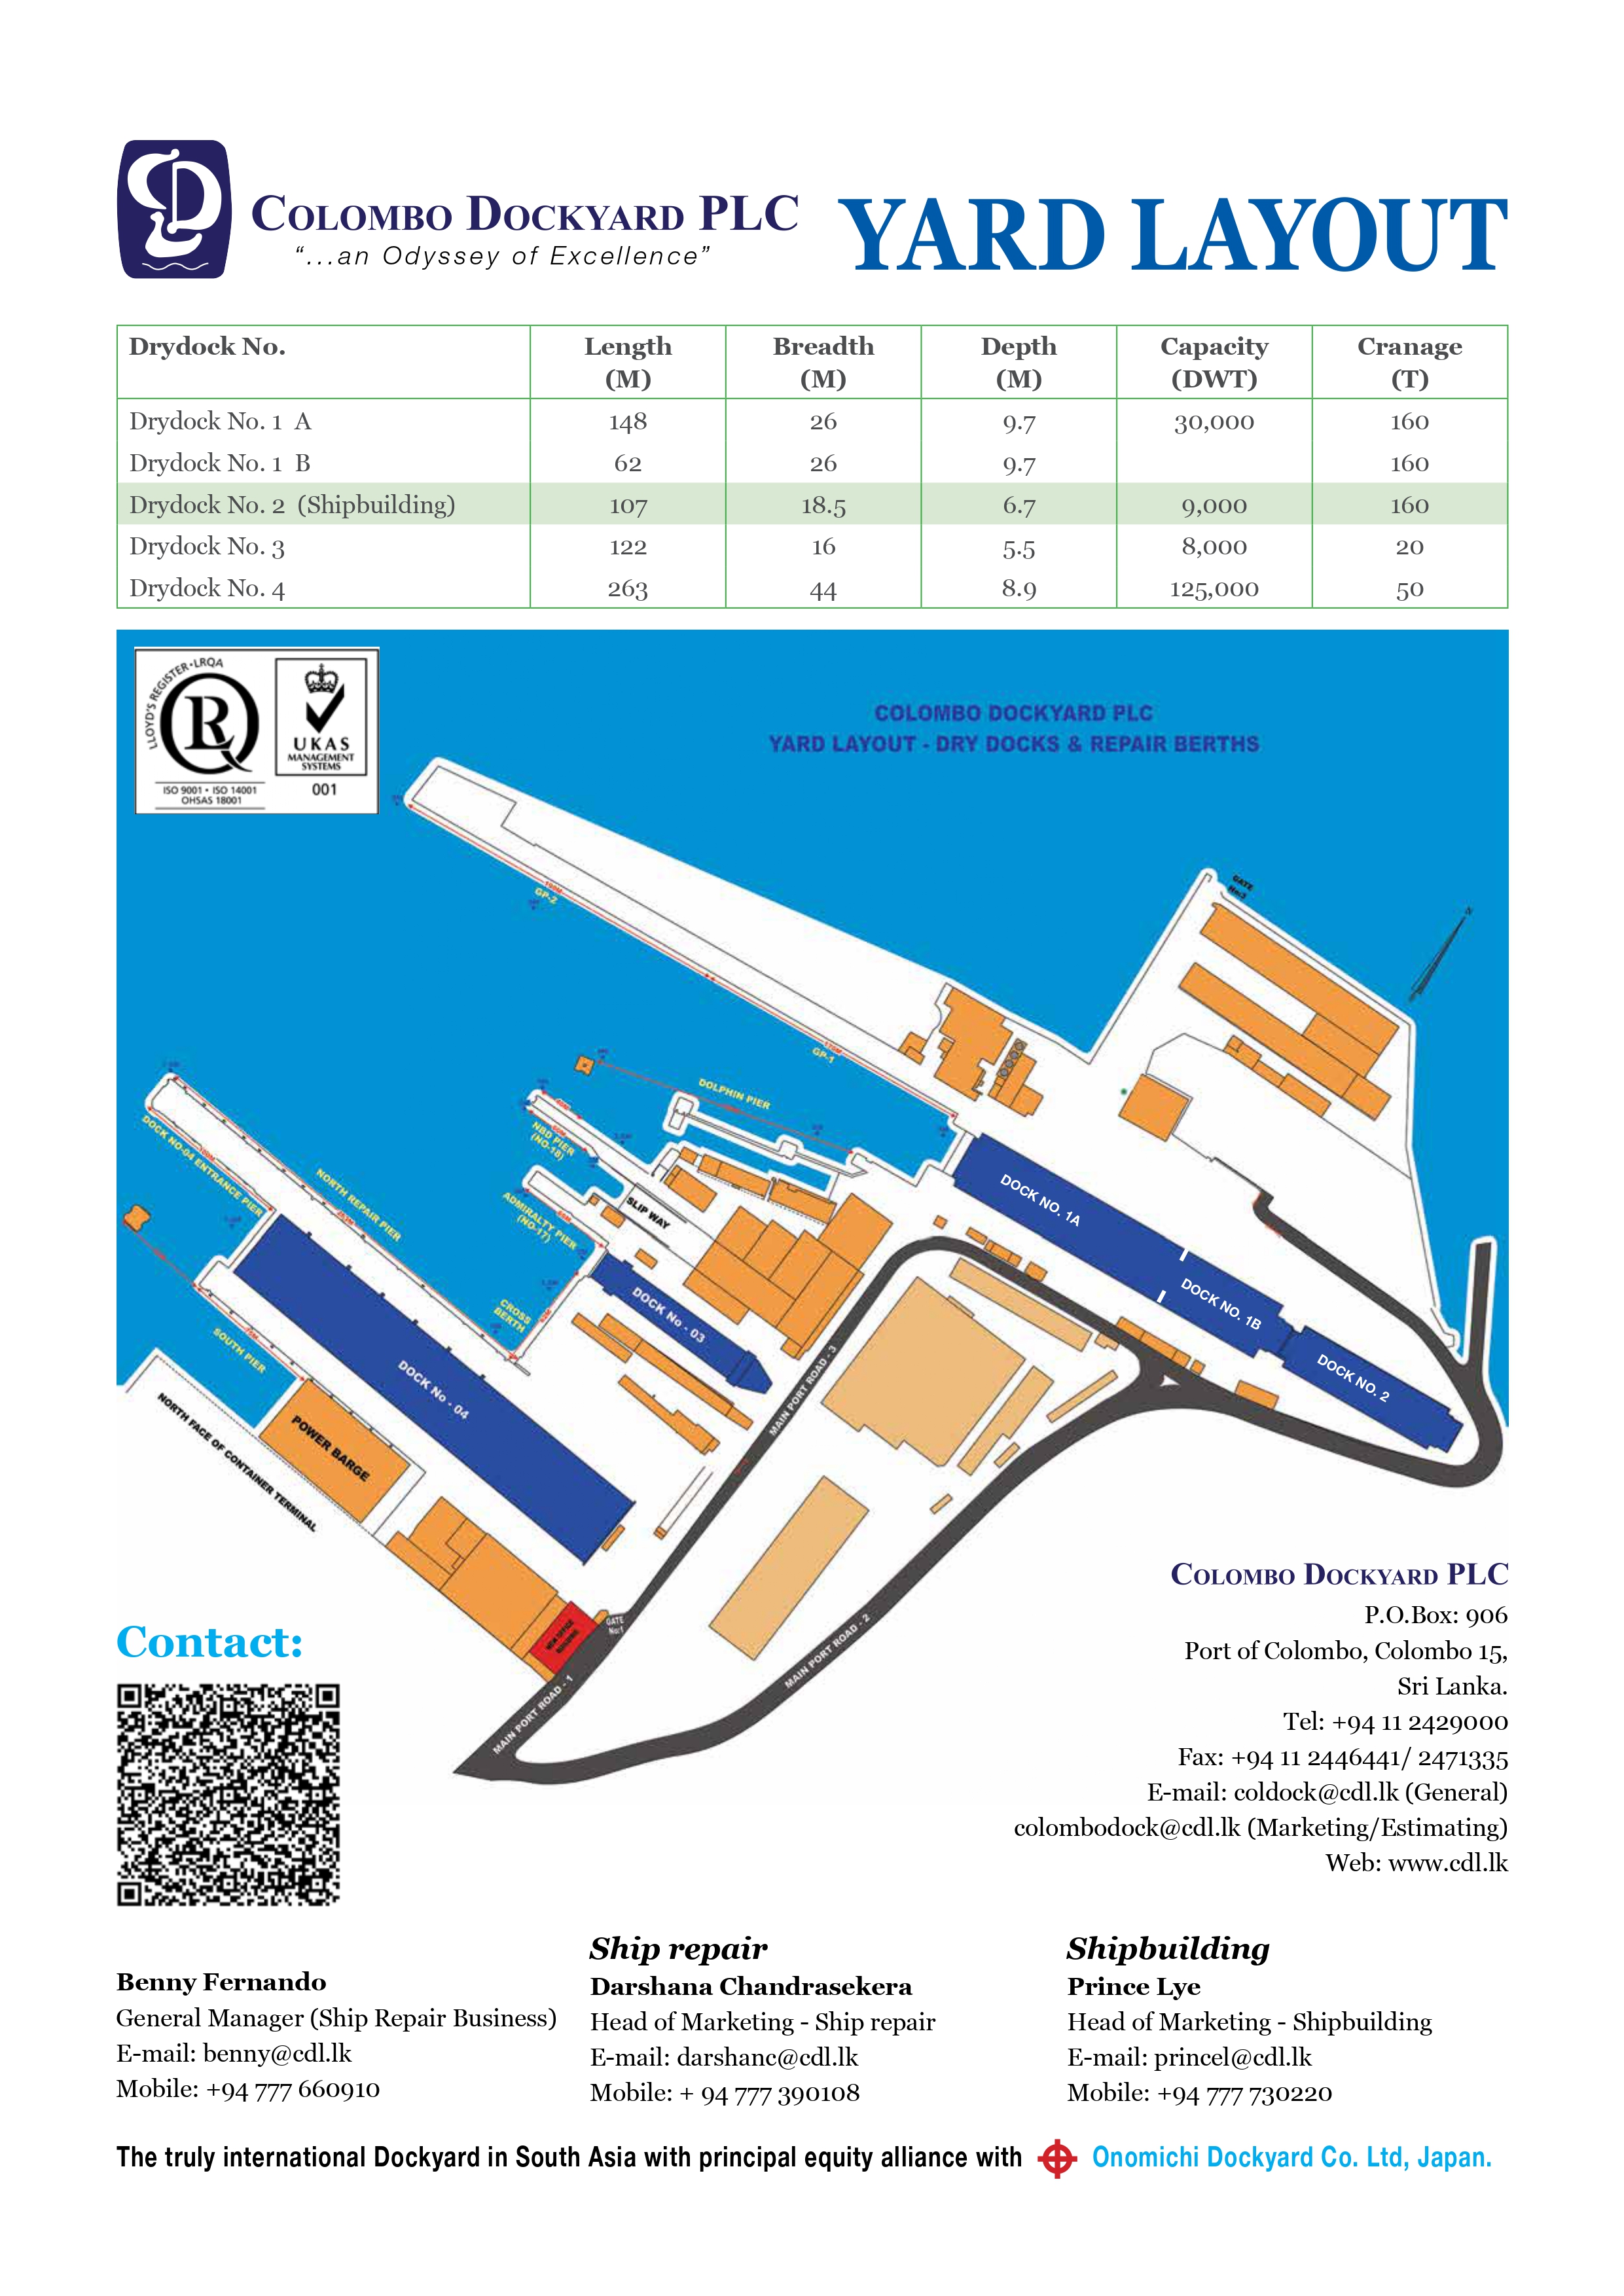 COLOMBO DOCKYARD PLC
"...an Odyssey of Excellence"
YARD LAYOUT
Drydock No. Length Breadth Depth Capacity Cranage
(M) (M) (M) (DWT) (T)
Drydock No. 1 A 148 26 9.7 30,000 160
Drydock No. 1 B 62 26 9.7 160
Drydock No. 2 (Shipbuilding) 107 18.5 6.7 9,000 160
Drydock No. 3 122 16 5.5 8,000 20
Drydock No. 4 263 44 8.9 125,000 50
LLOYD'S REGISTER • LRQA
ISO 9001 • ISO 14001
OHSAS 18001
UKAS
MANAGEMENT
SYSTEMS
001
COLOMBO DOCKYARD PLC
YARD LAYOUT - DRY DOCKS & REPAIR BERTHS
GATE
GP-2
GP-1
N
DOLPHIN PIER
NBD PIER
(NO-18)
ADMIRALTY PIER
(NO-17)
SLIP WAY
DOCK NO-04 ENTRANCE PIER
NORTH REPAIR PIER
CROSS
BERTH
SOUTH PIER
DOCK NO. 1A
DOCK NO. 1B
DOCK NO. 2
DOCK No - 03
DOCK No - 04
POWER BARGE
NORTH FACE OF CONTAINER TERMINAL
MAIN PORT ROAD - 3
MAIN PORT ROAD - 2
MAIN PORT ROAD - 1
GATE
No:1
NEW OFFICE
BUILDING
COLOMBO DOCKYARD PLC
P.O.Box: 906
Port of Colombo, Colombo 15,
Sri Lanka.
Tel: +94 11 2429000
Fax: +94 11 2446441/ 2471335
E-mail: coldock@cdl.lk (General)
colombodock@cdl.lk (Marketing/Estimating)
Web: www.cdl.lk
Contact:
Benny Fernando
General Manager (Ship Repair Business)
E-mail: benny@cdl.lk
Mobile: +94 777 660910
Ship repair
Darshana Chandrasekera
Head of Marketing - Ship repair
E-mail: darshanc@cdl.lk
Mobile: + 94 777 390108
Shipbuilding
Prince Lye
Head of Marketing - Shipbuilding
E-mail: princel@cdl.lk
Mobile: +94 777 730220
The truly international Dockyard in South Asia with principal equity alliance with Onomichi Dockyard Co. Ltd, Japan.